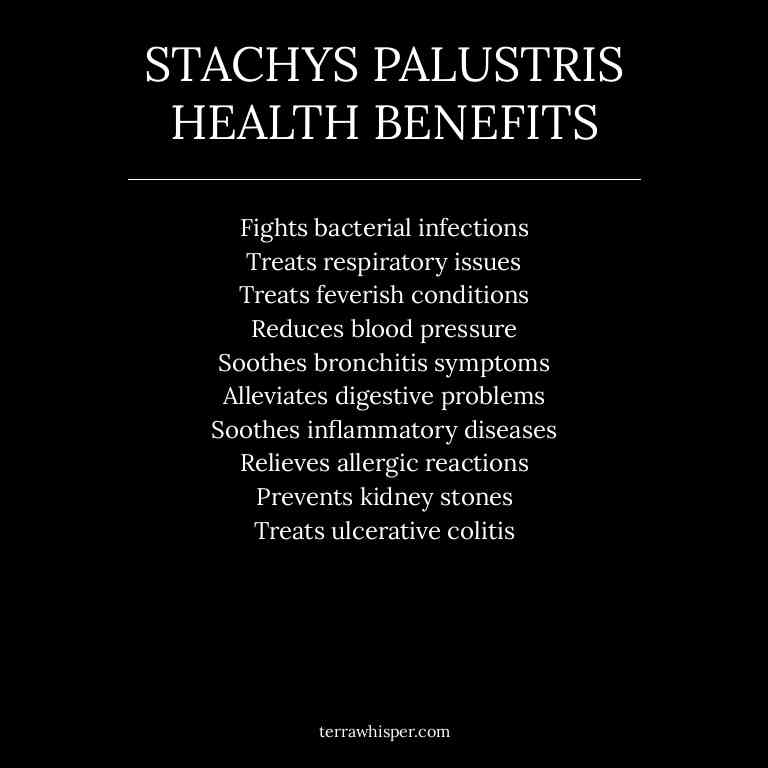 STACHYS PALUSTRIS
HEALTH BENEFITS
Fights bacterial infections
Treats respiratory issues
Treats feverish conditions
Reduces blood pressure
Soothes bronchitis symptoms
Alleviates digestive problems
Soothes inflammatory diseases
Relieves allergic reactions
Prevents kidney stones
Treats ulcerative colitis
terrawhisper.com